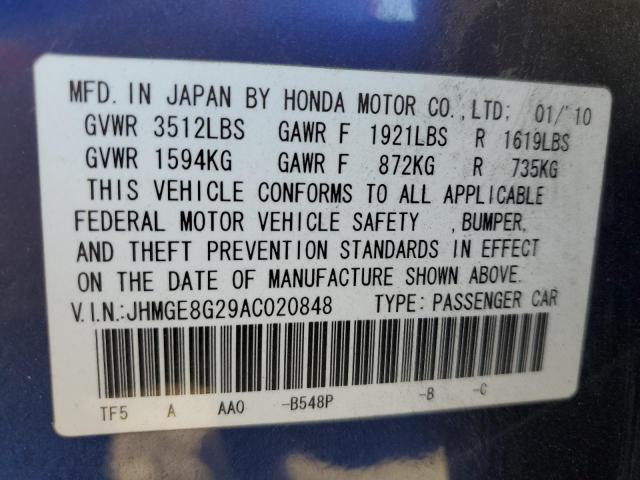 MFD. IN JAPAN BY HONDA MOTOR CO., LTD; 01/'10
GVWR 3512LBS GAWR F 1921LBS R 1619LBS
GVWR 1594KG GAWR F 872KG R 735KG
THIS VEHICLE CONFORMS TO ALL APPLICABLE
FEDERAL MOTOR VEHICLE SAFETY , BUMPER,
AND THEFT PREVENTION STANDARDS IN EFFECT
ON THE DATE OF MANUFACTURE SHOWN ABOVE.
V.I.N.:JHMGE8G29AC020848 TYPE: PASSENGER CAR
TF5 A AAO -B548P -B -C